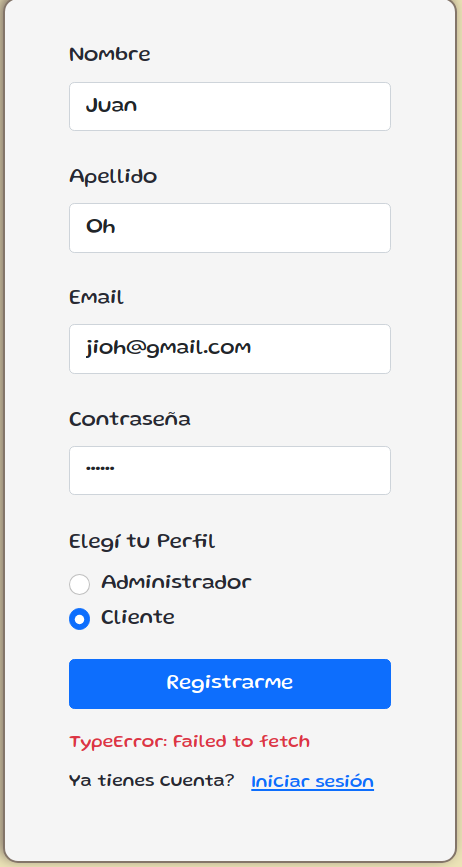 Nombre
Juan
Apellido
Oh
Email
jioh@gmail.com
Contraseña
••••••
Elegí tu Perfil
Administrador
Cliente
Registrarme
TypeError: Failed to fetch
Ya tienes cuenta? Iniciar sesión